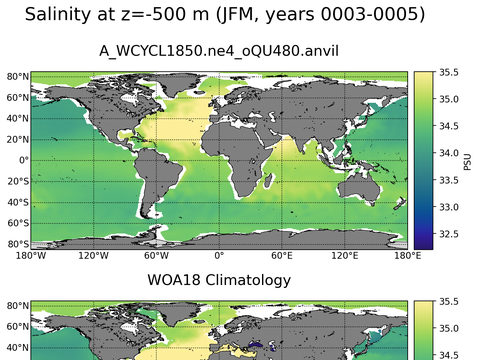 Salinity at z=-500 m (JFM, years 0003-0005)
A_WCYCL1850.ne4_oQU480.anvil
80°N
60°N
40°N
20°N
0°
20°S
40°S
60°S
80°S
180°W 120°W 60°W 0° 60°E 120°E 180°E
35.5
35.0
34.5
34.0
33.5
33.0
32.5
PSU
WOA18 Climatology
80°N
60°N
40°N
35.5
35.0
34.5